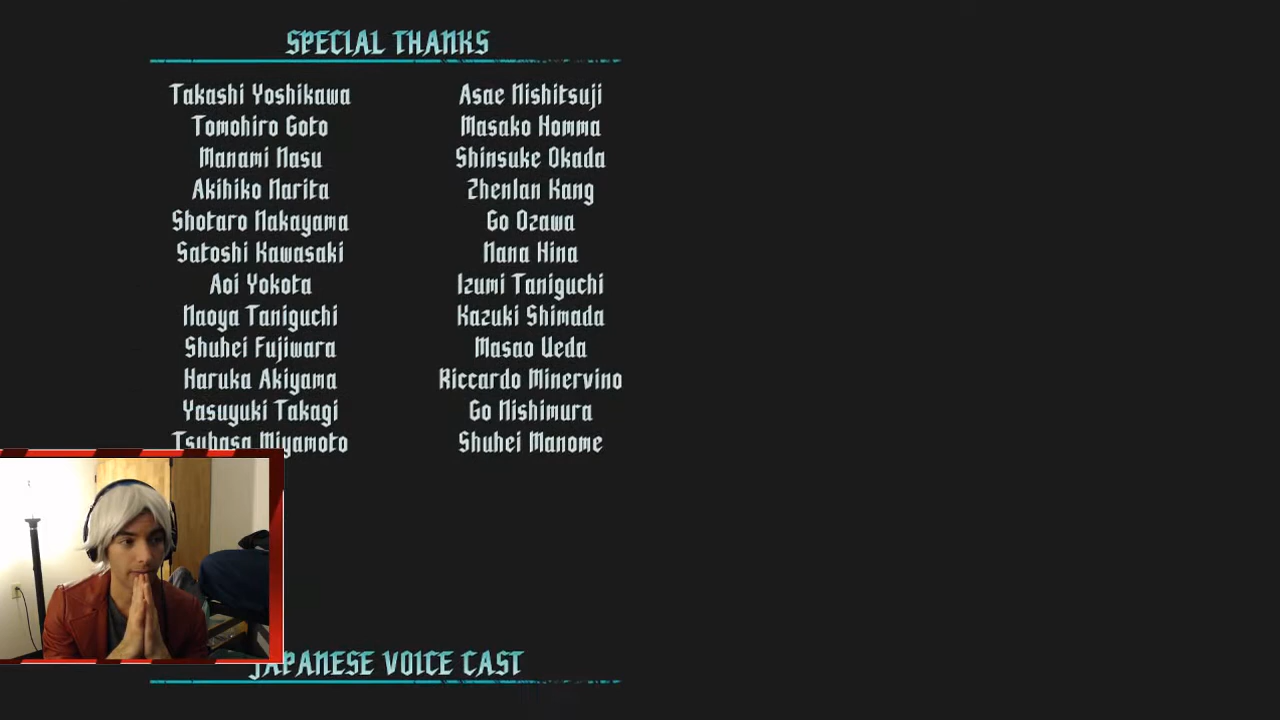 SPECIAL THANKS
Takashi Yoshikawa
Asae Nishitsuji
Tomohiro Goto
Masako Homma
Manami Nasu
Shinsuke Okada
Akihiko Narita
Zhenlan Kang
Shotaro Nakayama
Go Ozawa
Satoshi Kawasaki
Nana Hina
Aoi Yokota
Izumi Taniguchi
Naoya Taniguchi
Kazuki Shimada
Shuhei Fujiwara
Masao Ueda
Haruka Akiyama
Riccardo Minervino
Yasuyuki Takagi
Go Nishimura
Tsubasa Miyamoto
Shuhei Manome
JAPANESE VOICE CAST